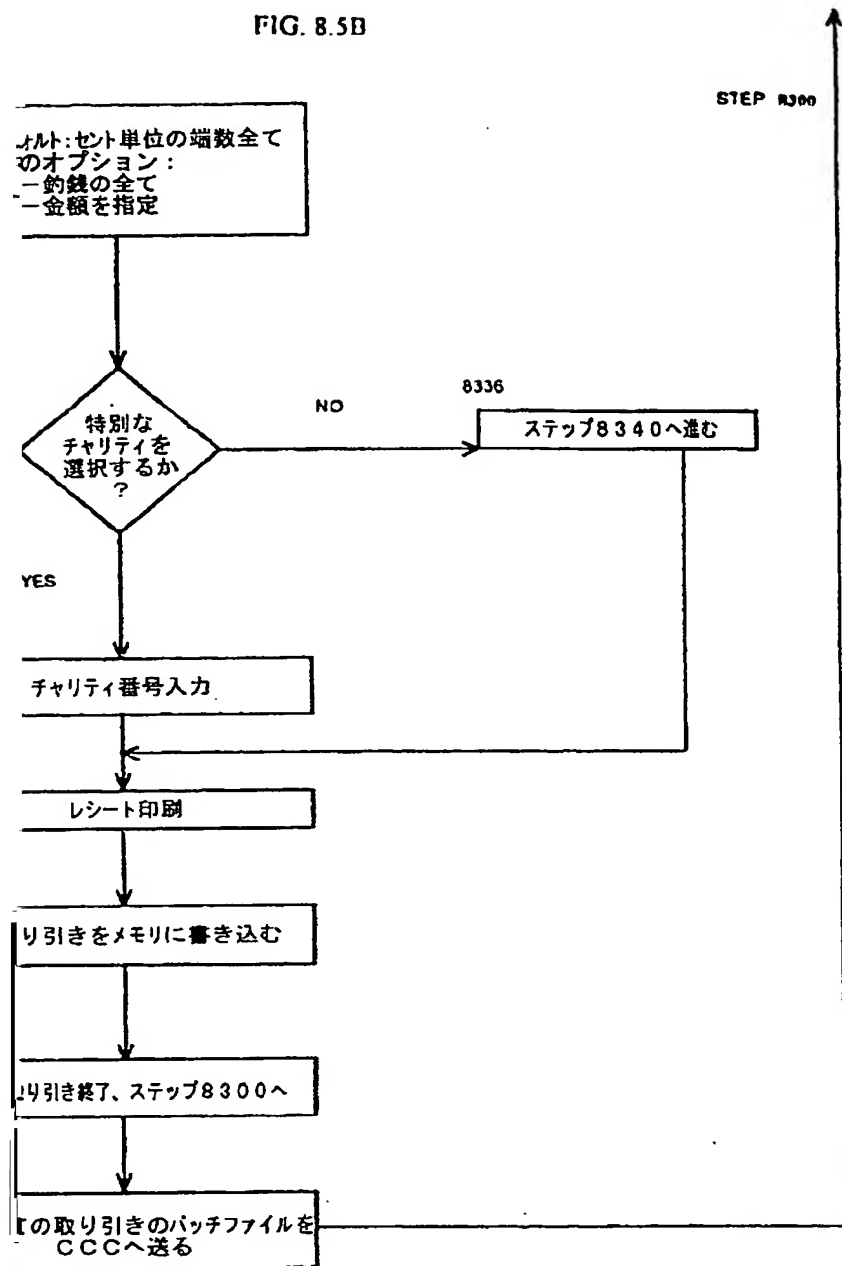 FIG. 8.5B
STEP 8300
ォルト:セント単位の端数全て
のオプション:
ー釣銭の全て
ー金額を指定
特別な
チャリティを
選択するか
?
NO
8336
ステップ8340へ進む
YES
チャリティ番号入力
レシート印刷
り引きをメモリに書き込む
り引き終了、ステップ8300へ
の取り引きのバッチファイルを
CCCへ送る